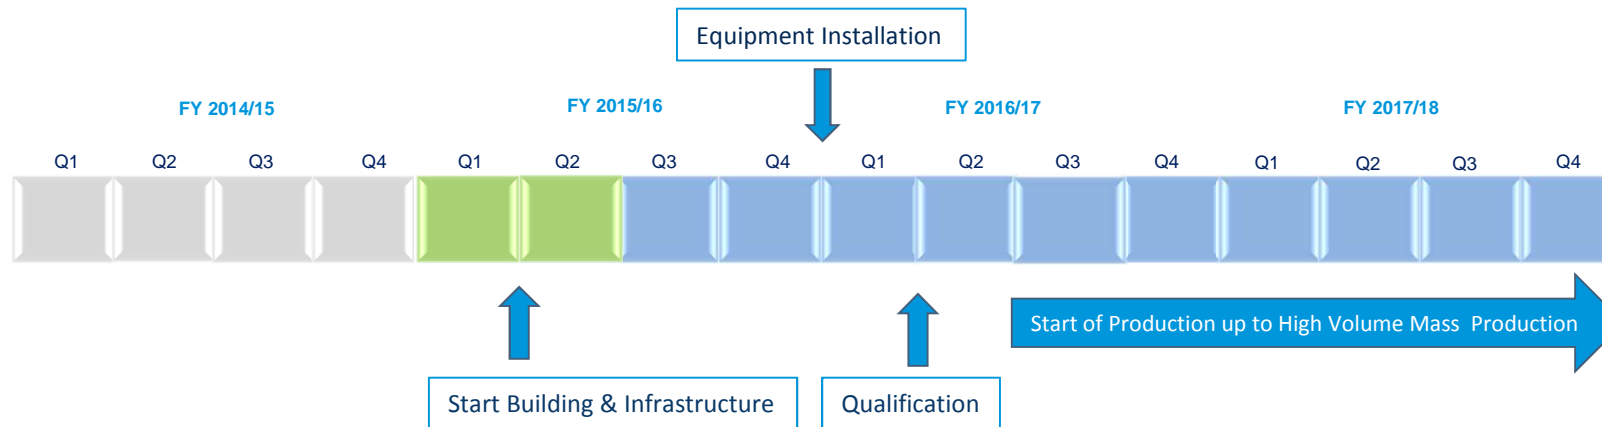 Equipment Installation
FY 2014/15 FY 2015/16 FY 2016/17 FY 2017/18
Q1 Q2 Q3 Q4 Q1 Q2 Q3 Q4 Q1 Q2 Q3 Q4 Q1 Q2 Q3 Q4
Start of Production up to High Volume Mass Production
Start Building & Infrastructure
Qualification